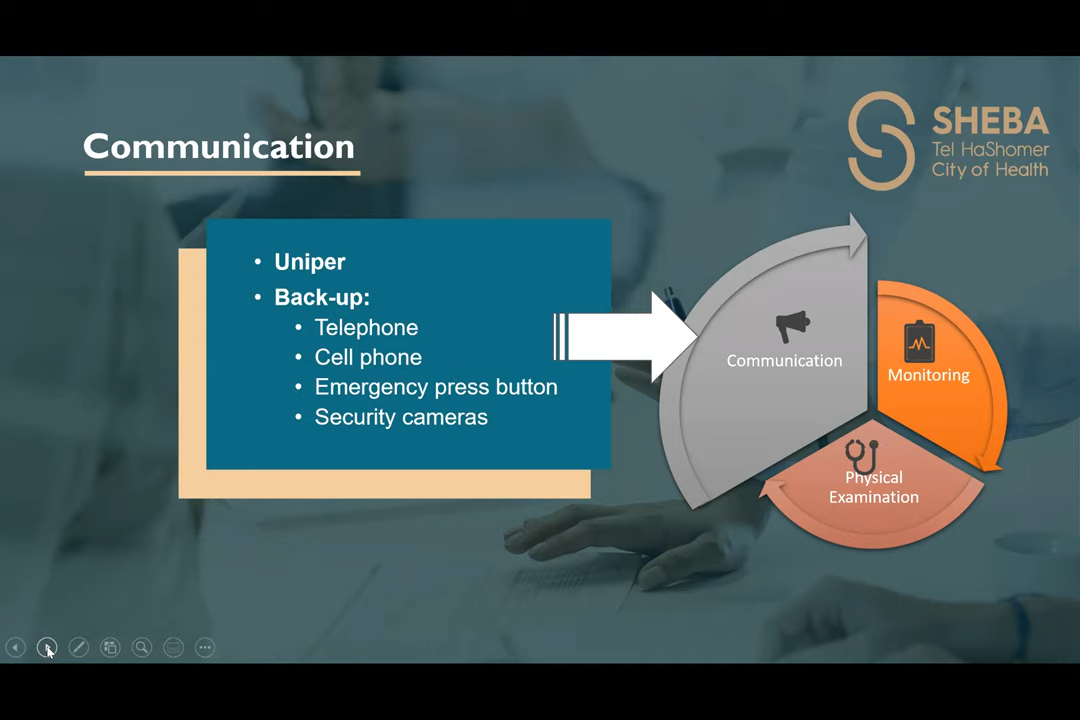 Communication
SHEBA
Tel HaShomer
City of Health
• Uniper
• Back-up:
• Telephone
• Cell phone
• Emergency press button
• Security cameras
Communication
Monitoring
Physical
Examination